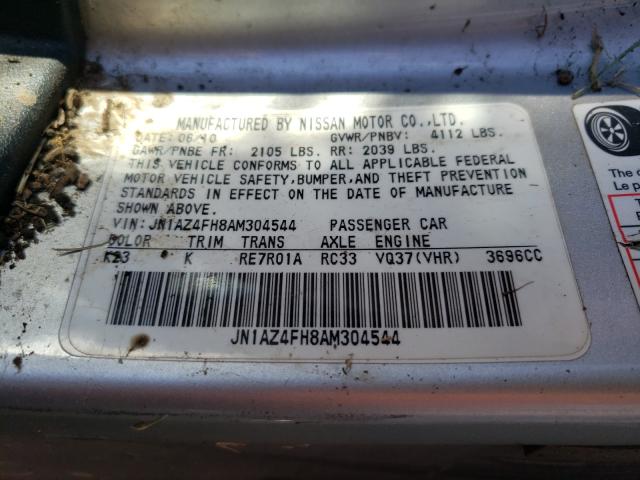 MANUFACTURED BY NISSAN MOTOR CO.,LTD.
DATE: 06/10 GVWR/PNBV: 4112 LBS.
GAWR/PNBE FR: 2105 LBS. RR: 2039 LBS.
THIS VEHICLE CONFORMS TO ALL APPLICABLE FEDERAL
MOTOR VEHICLE SAFETY,BUMPER,AND THEFT PREVENTION
STANDARDS IN EFFECT ON THE DATE OF MANUFACTURE
SHOWN ABOVE.
VIN: JN1AZ4FH8AM304544 PASSENGER CAR
COLOR TRIM TRANS AXLE ENGINE
K23 K RE7R01A RC33 VQ37(VHR) 3696CC
JN1AZ4FH8AM304544
The c
Le p